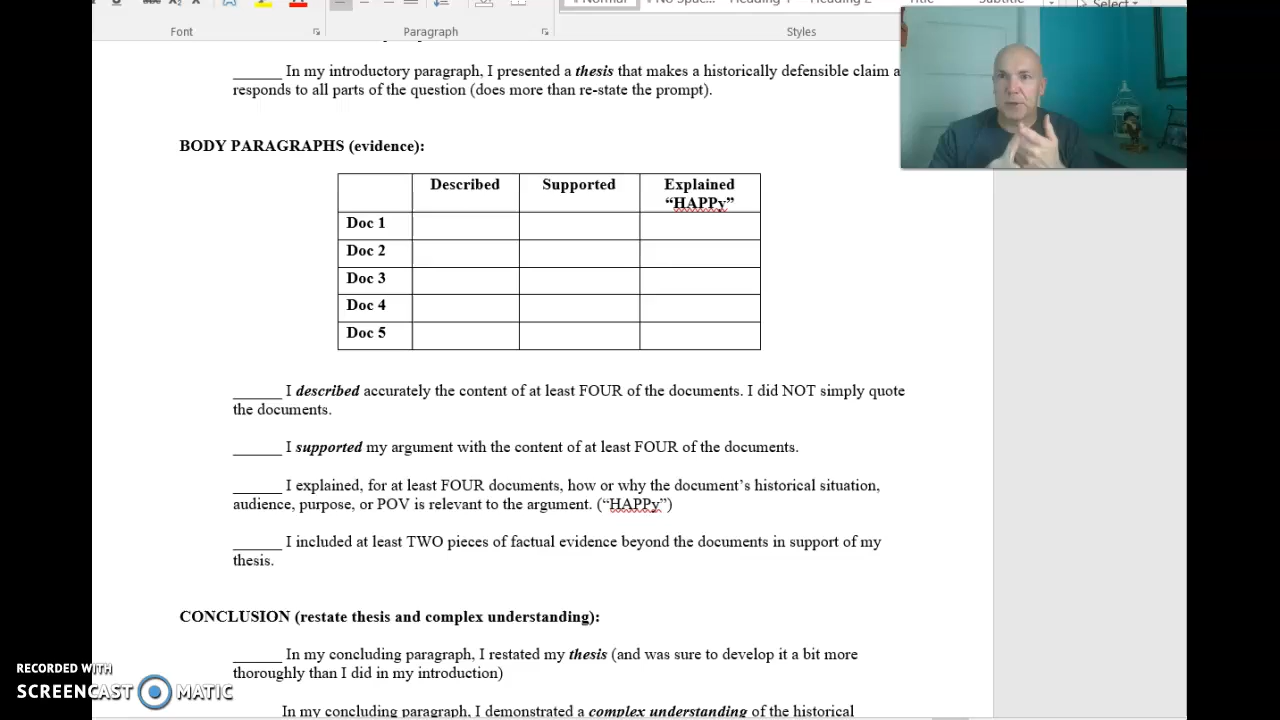 Font
Paragraph
Styles
Select
______ In my introductory paragraph, I presented a thesis that makes a historically defensible claim a
responds to all parts of the question (does more than re-state the prompt).
BODY PARAGRAPHS (evidence):
Described Supported Explained
“HAPPy”
Doc 1
Doc 2
Doc 3
Doc 4
Doc 5
______ I described accurately the content of at least FOUR of the documents. I did NOT simply quote
the documents.
______ I supported my argument with the content of at least FOUR of the documents.
______ I explained, for at least FOUR documents, how or why the document’s historical situation,
audience, purpose, or POV is relevant to the argument. (“HAPPy”)
______ I included at least TWO pieces of factual evidence beyond the documents in support of my
thesis.
CONCLUSION (restate thesis and complex understanding):
______ In my concluding paragraph, I restated my thesis (and was sure to develop it a bit more
thoroughly than I did in my introduction)
In my concluding paragraph, I demonstrated a complex understanding of the historical
RECORDED WITH
SCREENCAST MATIC